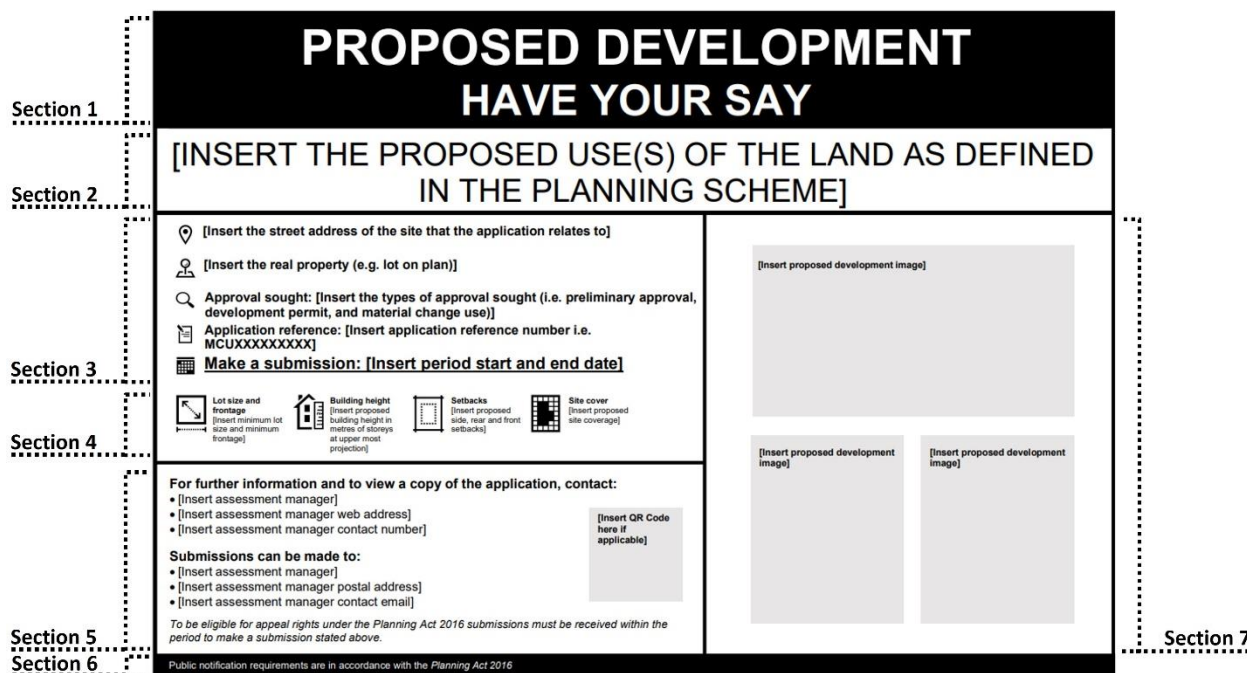 PROPOSED DEVELOPMENT
HAVE YOUR SAY
Section 1
[INSERT THE PROPOSED USE(S) OF THE LAND AS DEFINED
IN THE PLANNING SCHEME]
Section 2
[Insert the street address of the site that the application relates to]
[Insert the real property (e.g. lot on plan)]
Approval sought: [Insert the types of approval sought (i.e. preliminary approval,
development permit, and material change use)]
Application reference: [Insert application reference number i.e.
MCUXXXXXXXXX]
Make a submission: [Insert period start and end date]
Section 3
Lot size and
frontage
[Insert minimum lot
size and minimum
frontage]
Building height
[Insert proposed
building height in
metres of storeys
at upper most
projection]
Setbacks
[Insert proposed
side, rear and front
setbacks]
Site cover
[Insert proposed
site coverage]
Section 4
For further information and to view a copy of the application, contact:
• [Insert assessment manager]
• [Insert assessment manager web address]
• [Insert assessment manager contact number]
Submissions can be made to:
• [Insert assessment manager]
• [Insert assessment manager postal address]
• [Insert assessment manager contact email]
[Insert QR Code
here if
applicable]
To be eligible for appeal rights under the Planning Act 2016 submissions must be received within the
period to make a submission stated above.
Section 5
Section 6
Public notification requirements are in accordance with the Planning Act 2016
[Insert proposed development image]
[Insert proposed development
image]
[Insert proposed development
image]
Section 7